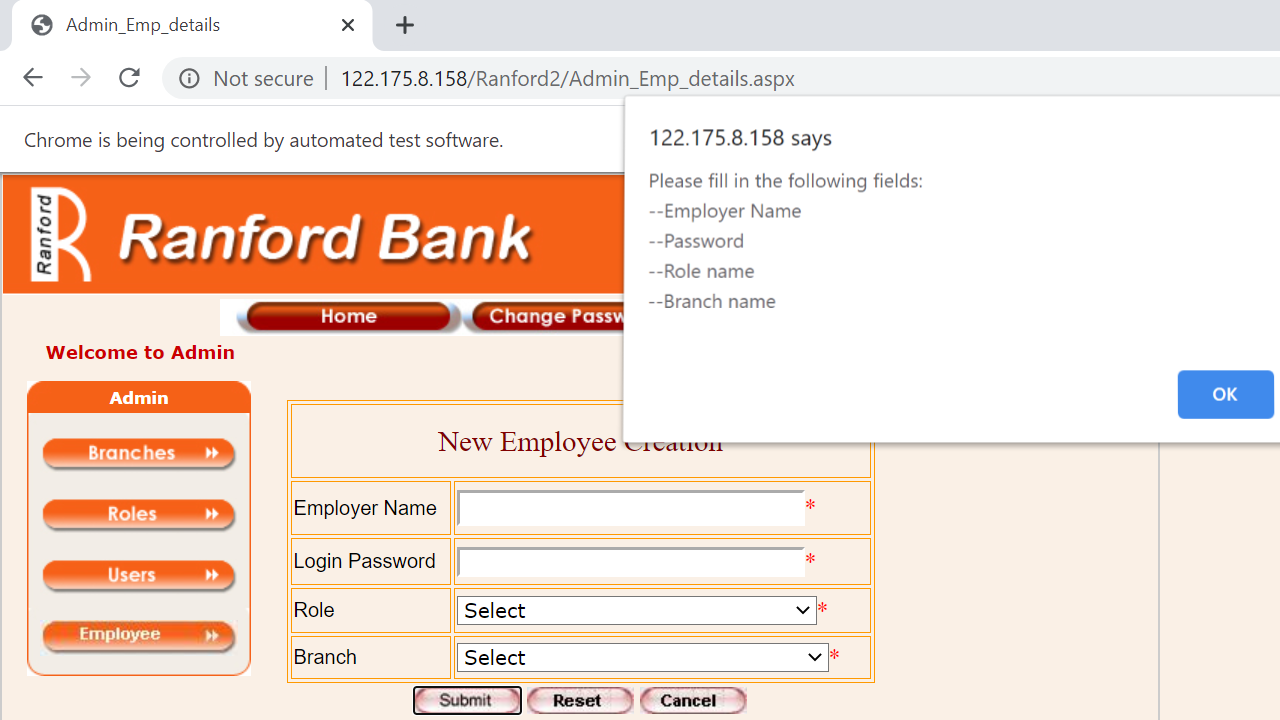 Admin_Emp_details
Not secure 122.175.8.158/Ranford2/Admin_Emp_details.aspx
Chrome is being controlled by automated test software.
122.175.8.158 says
Please fill in the following fields:
--Employer Name
--Password
--Role name
--Branch name
OK
Ranford
Ranford Bank
Home
Change Passw
Welcome to Admin
Admin
Branches
Roles
Users
Employee
New Employee Creation
Employer Name *
Login Password *
Role Select *
Branch Select *
Submit Reset Cancel